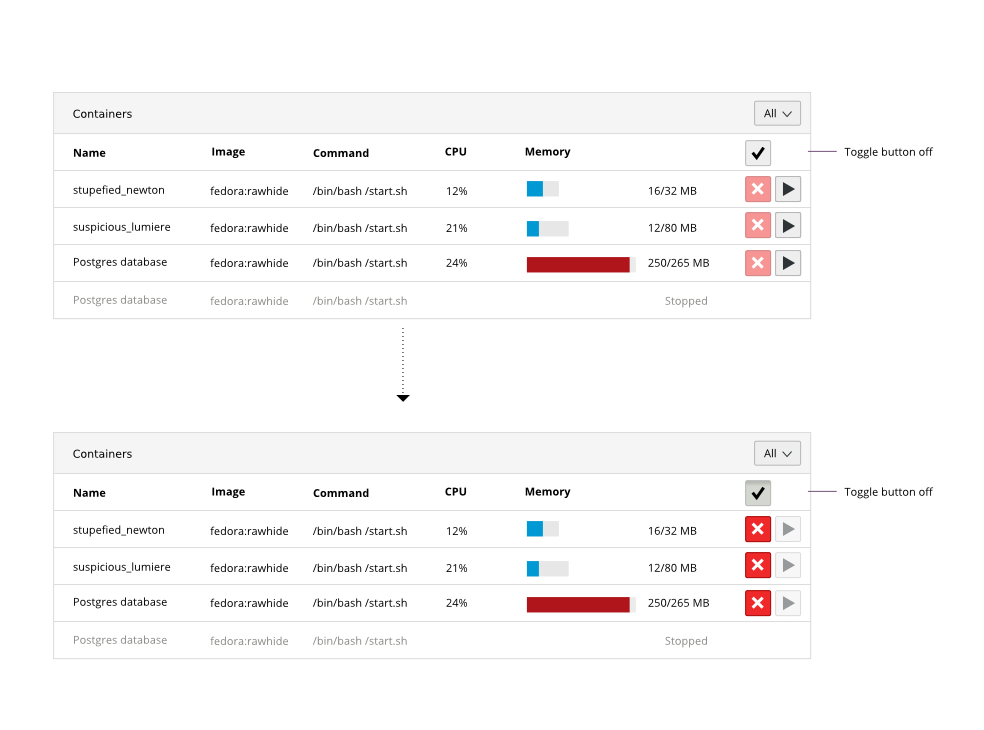 Containers All
Name Image Command CPU Memory Toggle button off
stupefied_newton fedora:rawhide /bin/bash /start.sh 12% 16/32 MB
suspicious_lumiere fedora:rawhide /bin/bash /start.sh 21% 12/80 MB
Postgres database fedora:rawhide /bin/bash /start.sh 24% 250/265 MB
Postgres database fedora:rawhide /bin/bash /start.sh Stopped
Containers All
Name Image Command CPU Memory Toggle button off
stupefied_newton fedora:rawhide /bin/bash /start.sh 12% 16/32 MB
suspicious_lumiere fedora:rawhide /bin/bash /start.sh 21% 12/80 MB
Postgres database fedora:rawhide /bin/bash /start.sh 24% 250/265 MB
Postgres database fedora:rawhide /bin/bash /start.sh Stopped